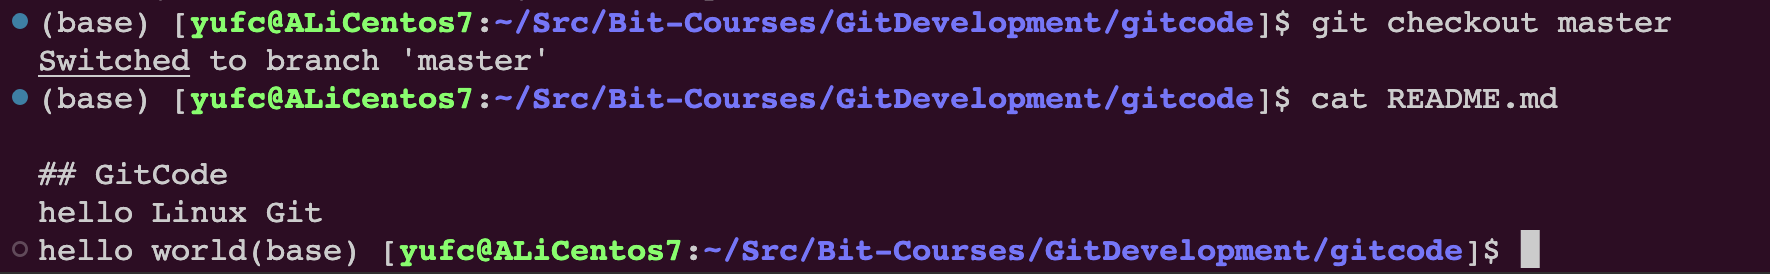 (base) [yufc@ALiCentos7:~/Src/Bit-Courses/GitDevelopment/gitcode]$ git checkout master
Switched to branch 'master'
(base) [yufc@ALiCentos7:~/Src/Bit-Courses/GitDevelopment/gitcode]$ cat README.md

## GitCode
hello Linux Git
hello world(base) [yufc@ALiCentos7:~/Src/Bit-Courses/GitDevelopment/gitcode]$